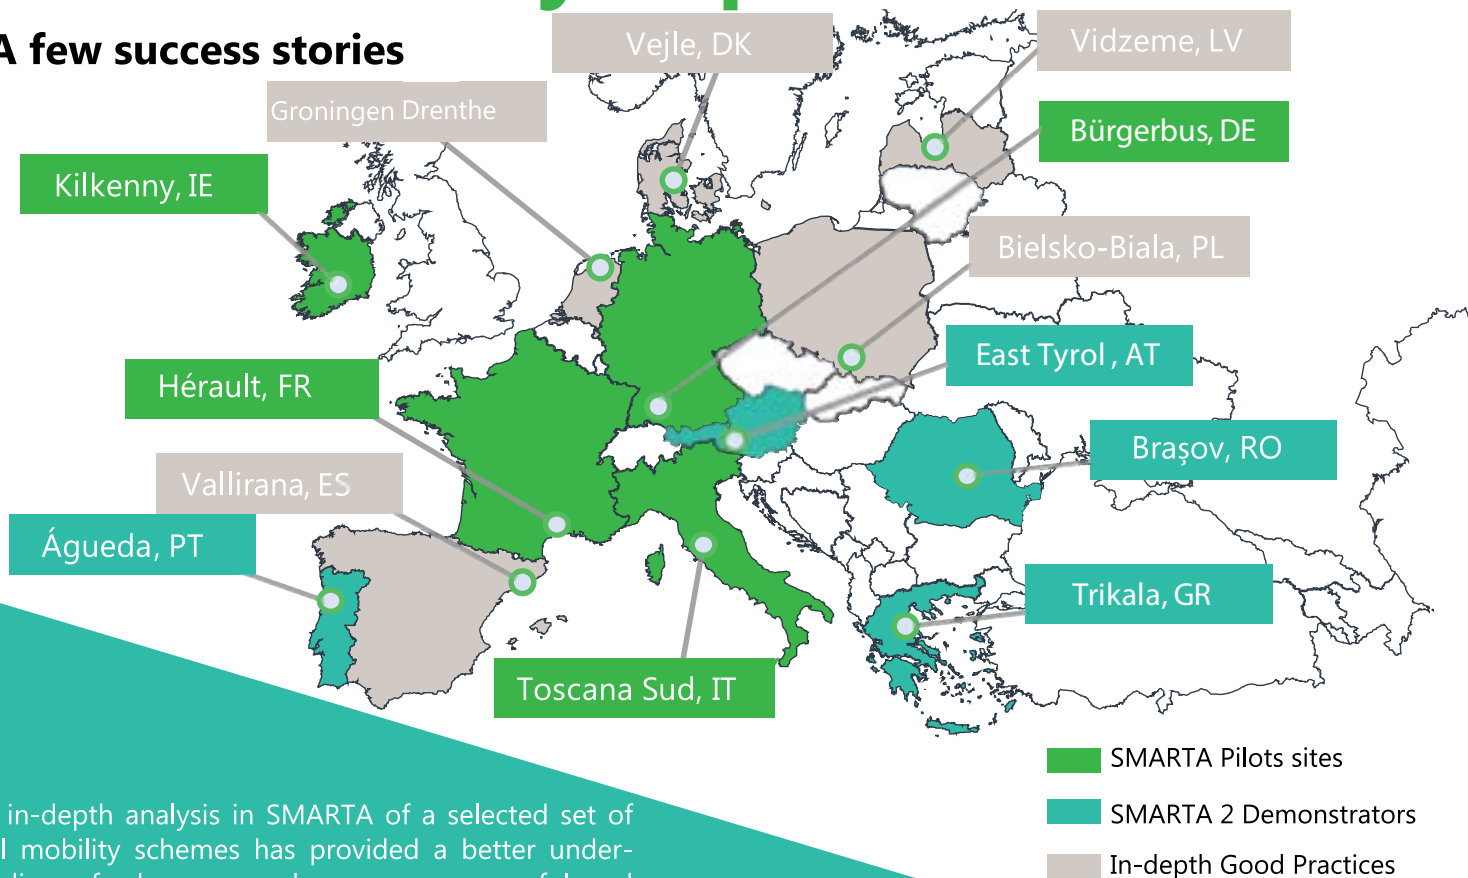 A few success stories
Vejle, DK
Vidzeme, LV
Groningen Drenthe
Bürgerbus, DE
Kilkenny, IE
Bielsko-Biala, PL
East Tyrol , AT
Hérault, FR
Brașov, RO
Vallirana, ES
Águeda, PT
Trikala, GR
Toscana Sud, IT
SMARTA Pilots sites
SMARTA 2 Demonstrators
In-depth Good Practices
in-depth analysis in SMARTA of a selected set of
l mobility schemes has provided a better under-